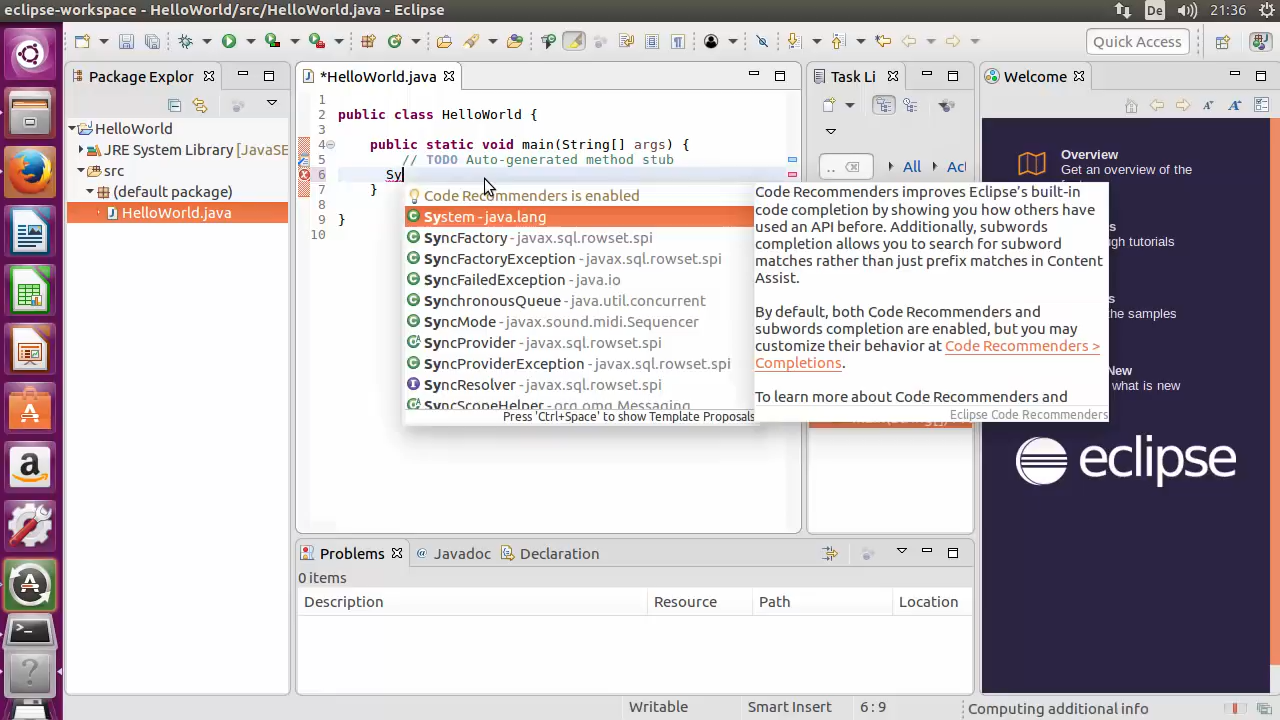 eclipse-workspace - HelloWorld/src/HelloWorld.java - Eclipse
De
21:36
Quick Access
Package Explor
HelloWorld
JRE System Library [JavaSE
src
(default package)
HelloWorld.java
*HelloWorld.java
1
2 public class HelloWorld {
3
4 public static void main(String[] args) {
5 // TODO Auto-generated method stub
6 Sy
7 }
8
9 }
10
Code Recommenders is enabled
System - java.lang
SyncFactory - javax.sql.rowset.spi
SyncFactoryException - javax.sql.rowset.spi
SyncFailedException - java.io
SynchronousQueue - java.util.concurrent
SyncMode - javax.sound.midi.Sequencer
SyncProvider - javax.sql.rowset.spi
SyncProviderException - javax.sql.rowset.spi
SyncResolver - javax.sql.rowset.spi
SyncScopeHelper - org.omg.Messaging
Press 'Ctrl+Space' to show Template Proposals
Code Recommenders improves Eclipse's built-in
code completion by showing you how others have
used an API before. Additionally, subwords
completion allows you to search for subword
matches rather than just prefix matches in Content
Assist.
By default, both Code Recommenders and
subwords completion are enabled, but you may
customize their behavior at Code Recommenders >
Completions.
To learn more about Code Recommenders and
Eclipse Code Recommenders
Task Li
All
Ac
Welcome
Overview
Get an overview of the
tutorials
the samples
New
what is new
eclipse
Problems
@ Javadoc
Declaration
0 items
Description
Resource
Path
Location
Writable
Smart Insert
6 : 9
Computing additional info